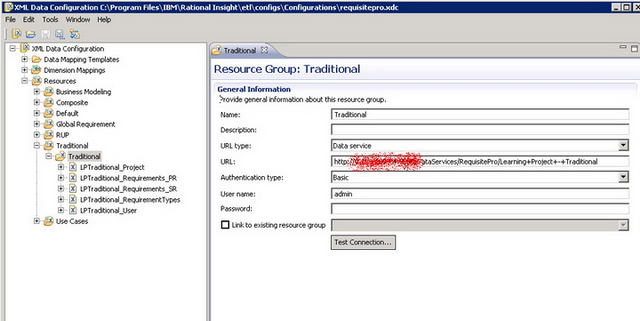 XML Data Configuration C:\Program Files\IBM\Rational Insight\etl\configs\Configurations\requisitepro.xdc
File Edit Tools Window Help
XML Data Configuration
Data Mapping Templates
Dimension Mappings
Resources
Business Modeling
Composite
Default
Global Requirement
RUP
Traditional
Traditional
LPTraditional_Project
LPTraditional_Requirements_PR
LPTraditional_Requirements_SR
LPTraditional_RequirementTypes
LPTraditional_User
Use Cases
Traditional
Resource Group: Traditional
General Information
Provide general information about this resource group.
Name: Traditional
Description:
URL type: Data service
URL: http: DataServices/RequisitePro/Learning+Project+-+Traditional
Authentication type: Basic
User name: admin
Password:
Link to existing resource group
Test Connection...